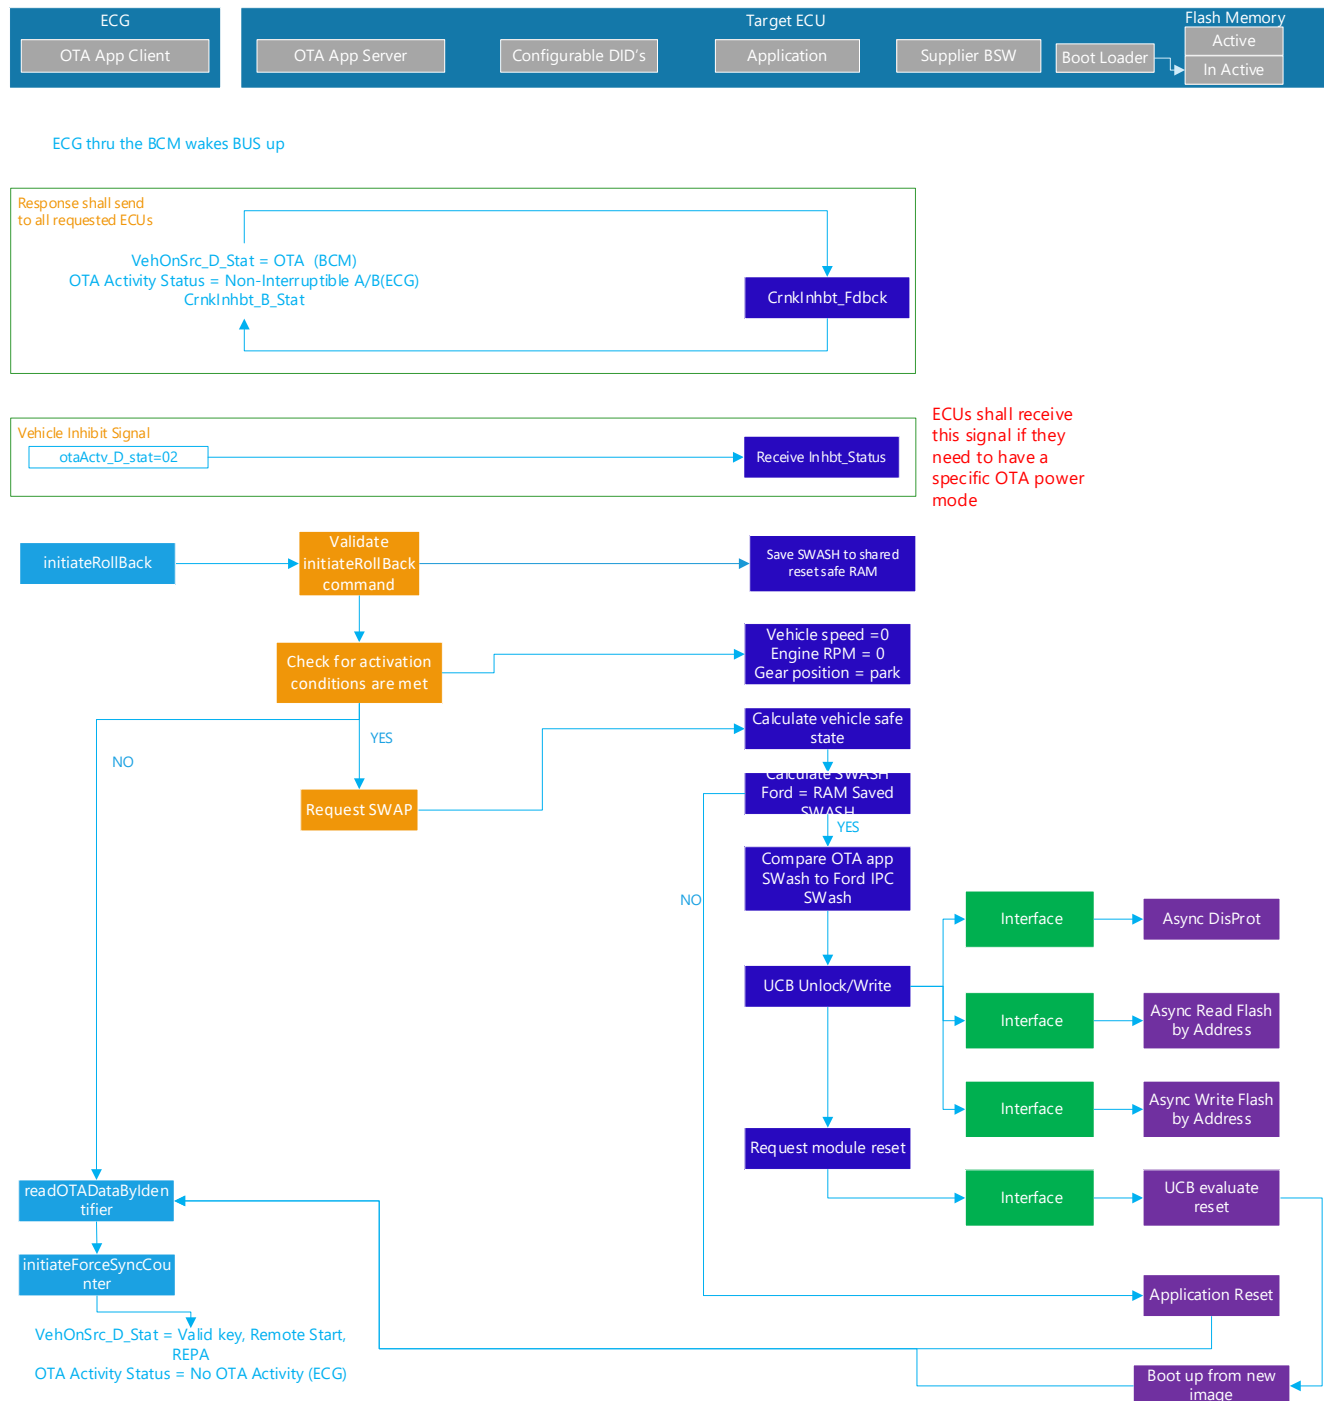 ECG
Target ECU
Flash Memory
OTA App Client
OTA App Server
Configurable DID's
Application
Supplier BSW
Boot Loader
Active
In Active
ECG thru the BCM wakes BUS up
Response shall send
to all requested ECUs
VehOnSrc_D_Stat = OTA (BCM)
OTA Activity Status = Non-Interruptible A/B(ECG)
CrnkInhbt_B_Stat
CrnkInhbt_Fdbck
Vehicle Inhibit Signal
otaActv_D_stat=02
Receive Inhbt_Status
ECUs shall receive
this signal if they
need to have a
specific OTA power
mode
initiateRollBack
Validate
initiateRollBack
command
Save SWASH to shared
reset safe RAM
Check for activation
conditions are met
Vehicle speed =0
Engine RPM = 0
Gear position = park
NO
YES
Request SWAP
Calculate vehicle safe
state
Calculate SWASH
Ford = RAM Saved
SWASH
YES
NO
Compare OTA app
SWash to Ford IPC
SWash
UCB Unlock/Write
Interface
Async DisProt
Interface
Async Read Flash
by Address
Interface
Async Write Flash
by Address
Request module reset
Interface
UCB evaluate
reset
readOTADataByIden
tifier
initiateForceSyncCou
nter
Application Reset
VehOnSrc_D_Stat = Valid key, Remote Start,
REPA
OTA Activity Status = No OTA Activity (ECG)
Boot up from new
image